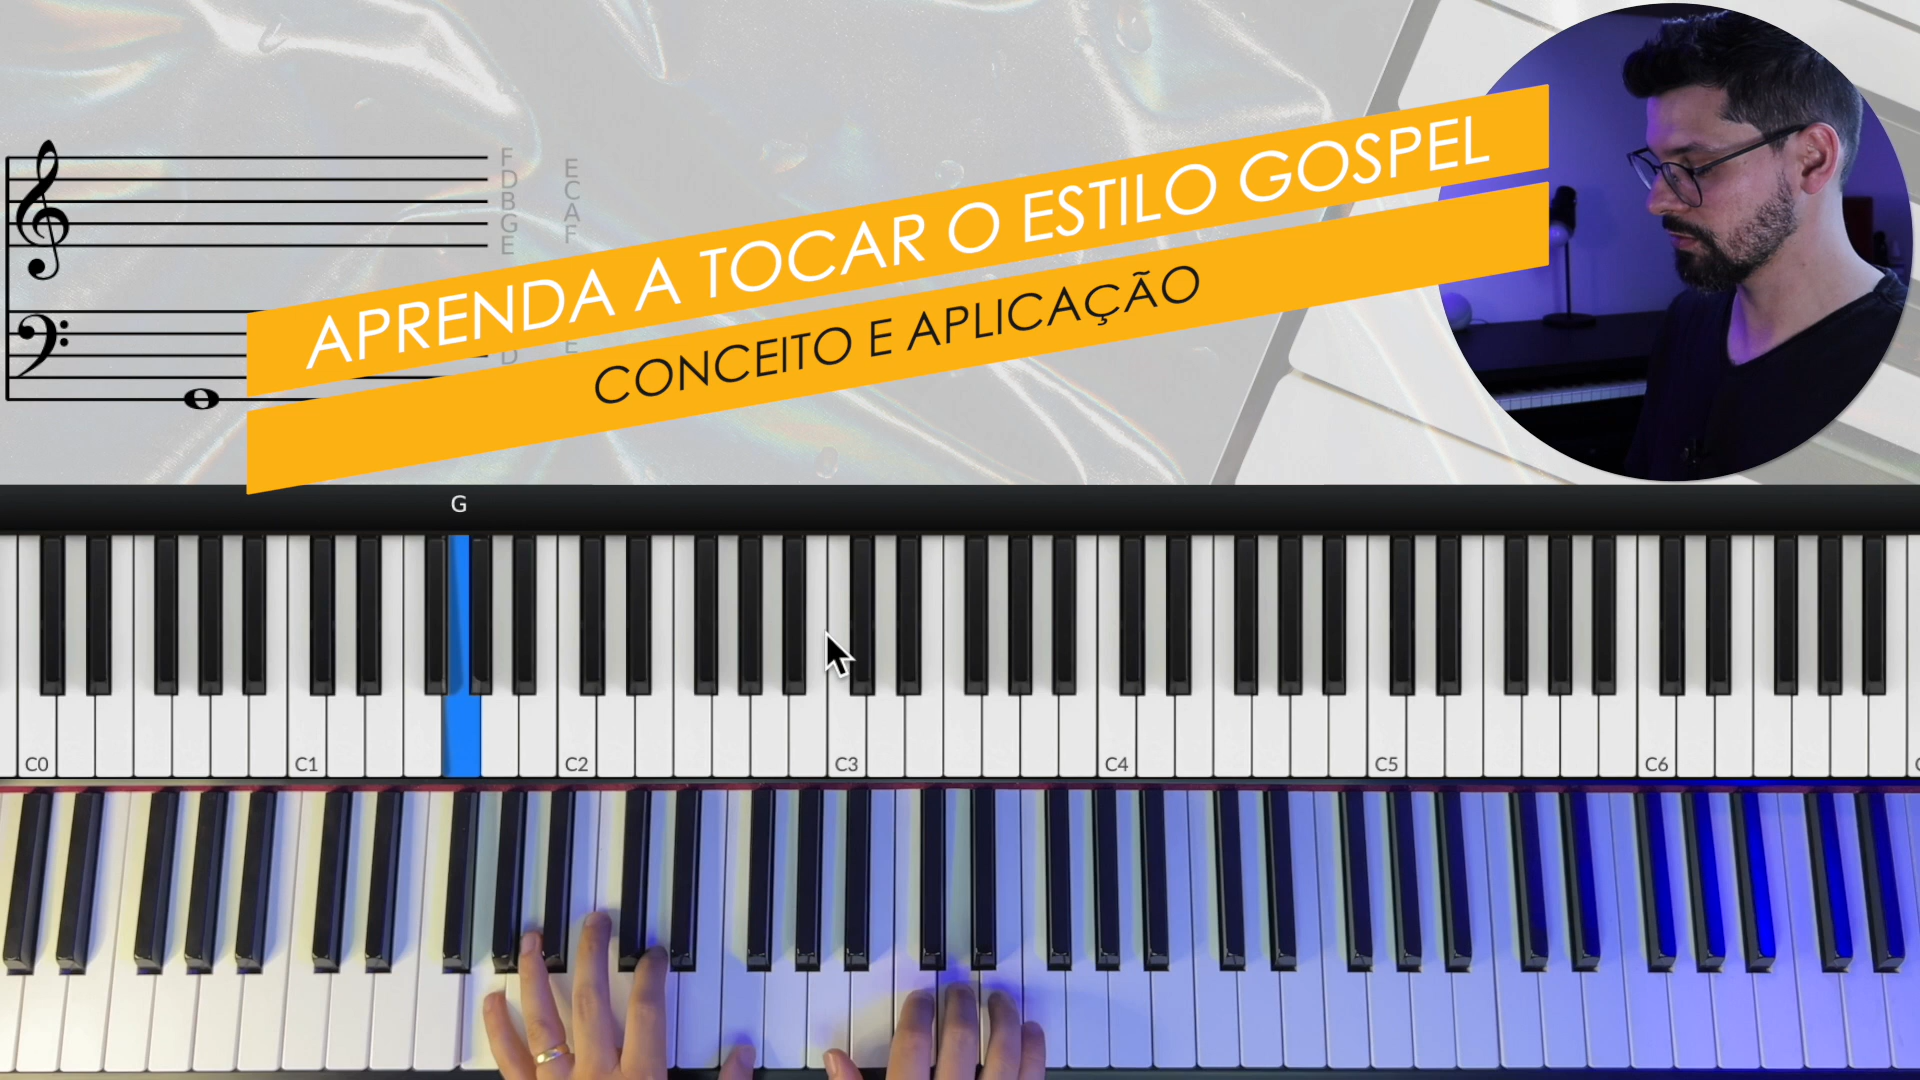 APRENDA A TOCAR O ESTILO GOSPEL
CONCEITO E APLICAÇÃO
F
E
D
C
B
A
G
F
E
E
D
G
C0 C1 C2 C3 C4 C5 C6